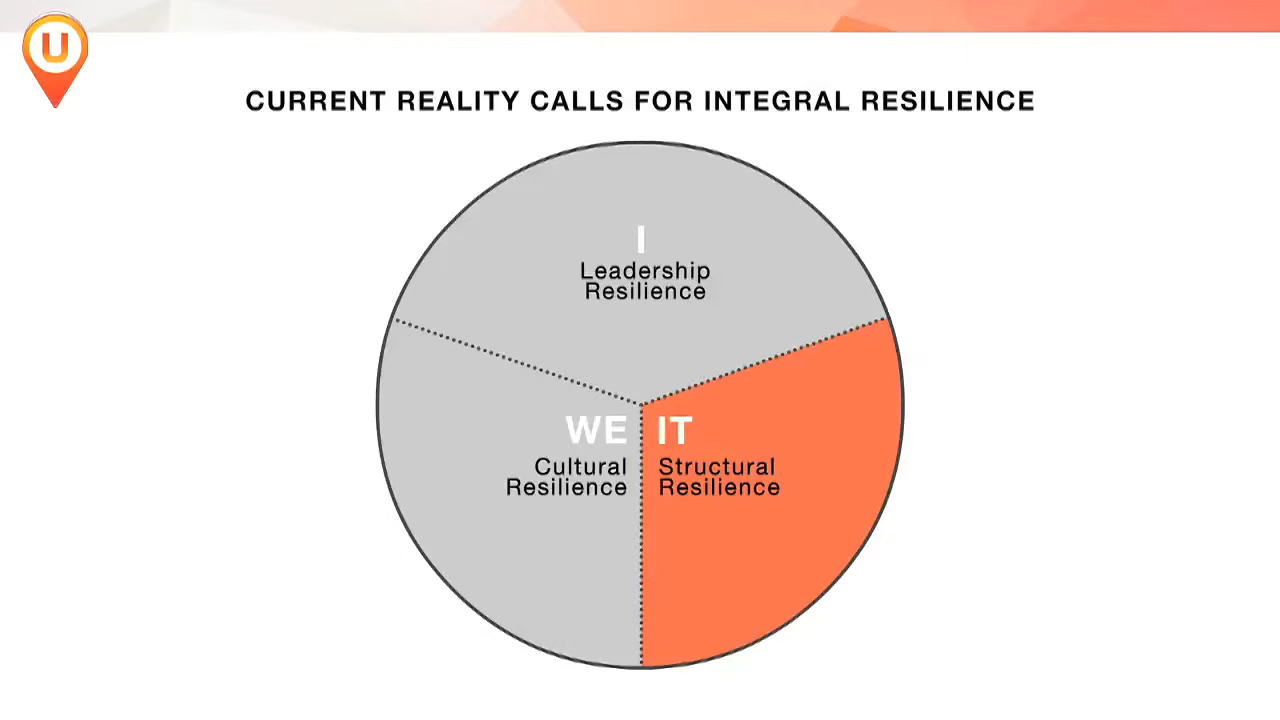 U
CURRENT REALITY CALLS FOR INTEGRAL RESILIENCE
I
Leadership
Resilience
WE
Cultural
Resilience
IT
Structural
Resilience